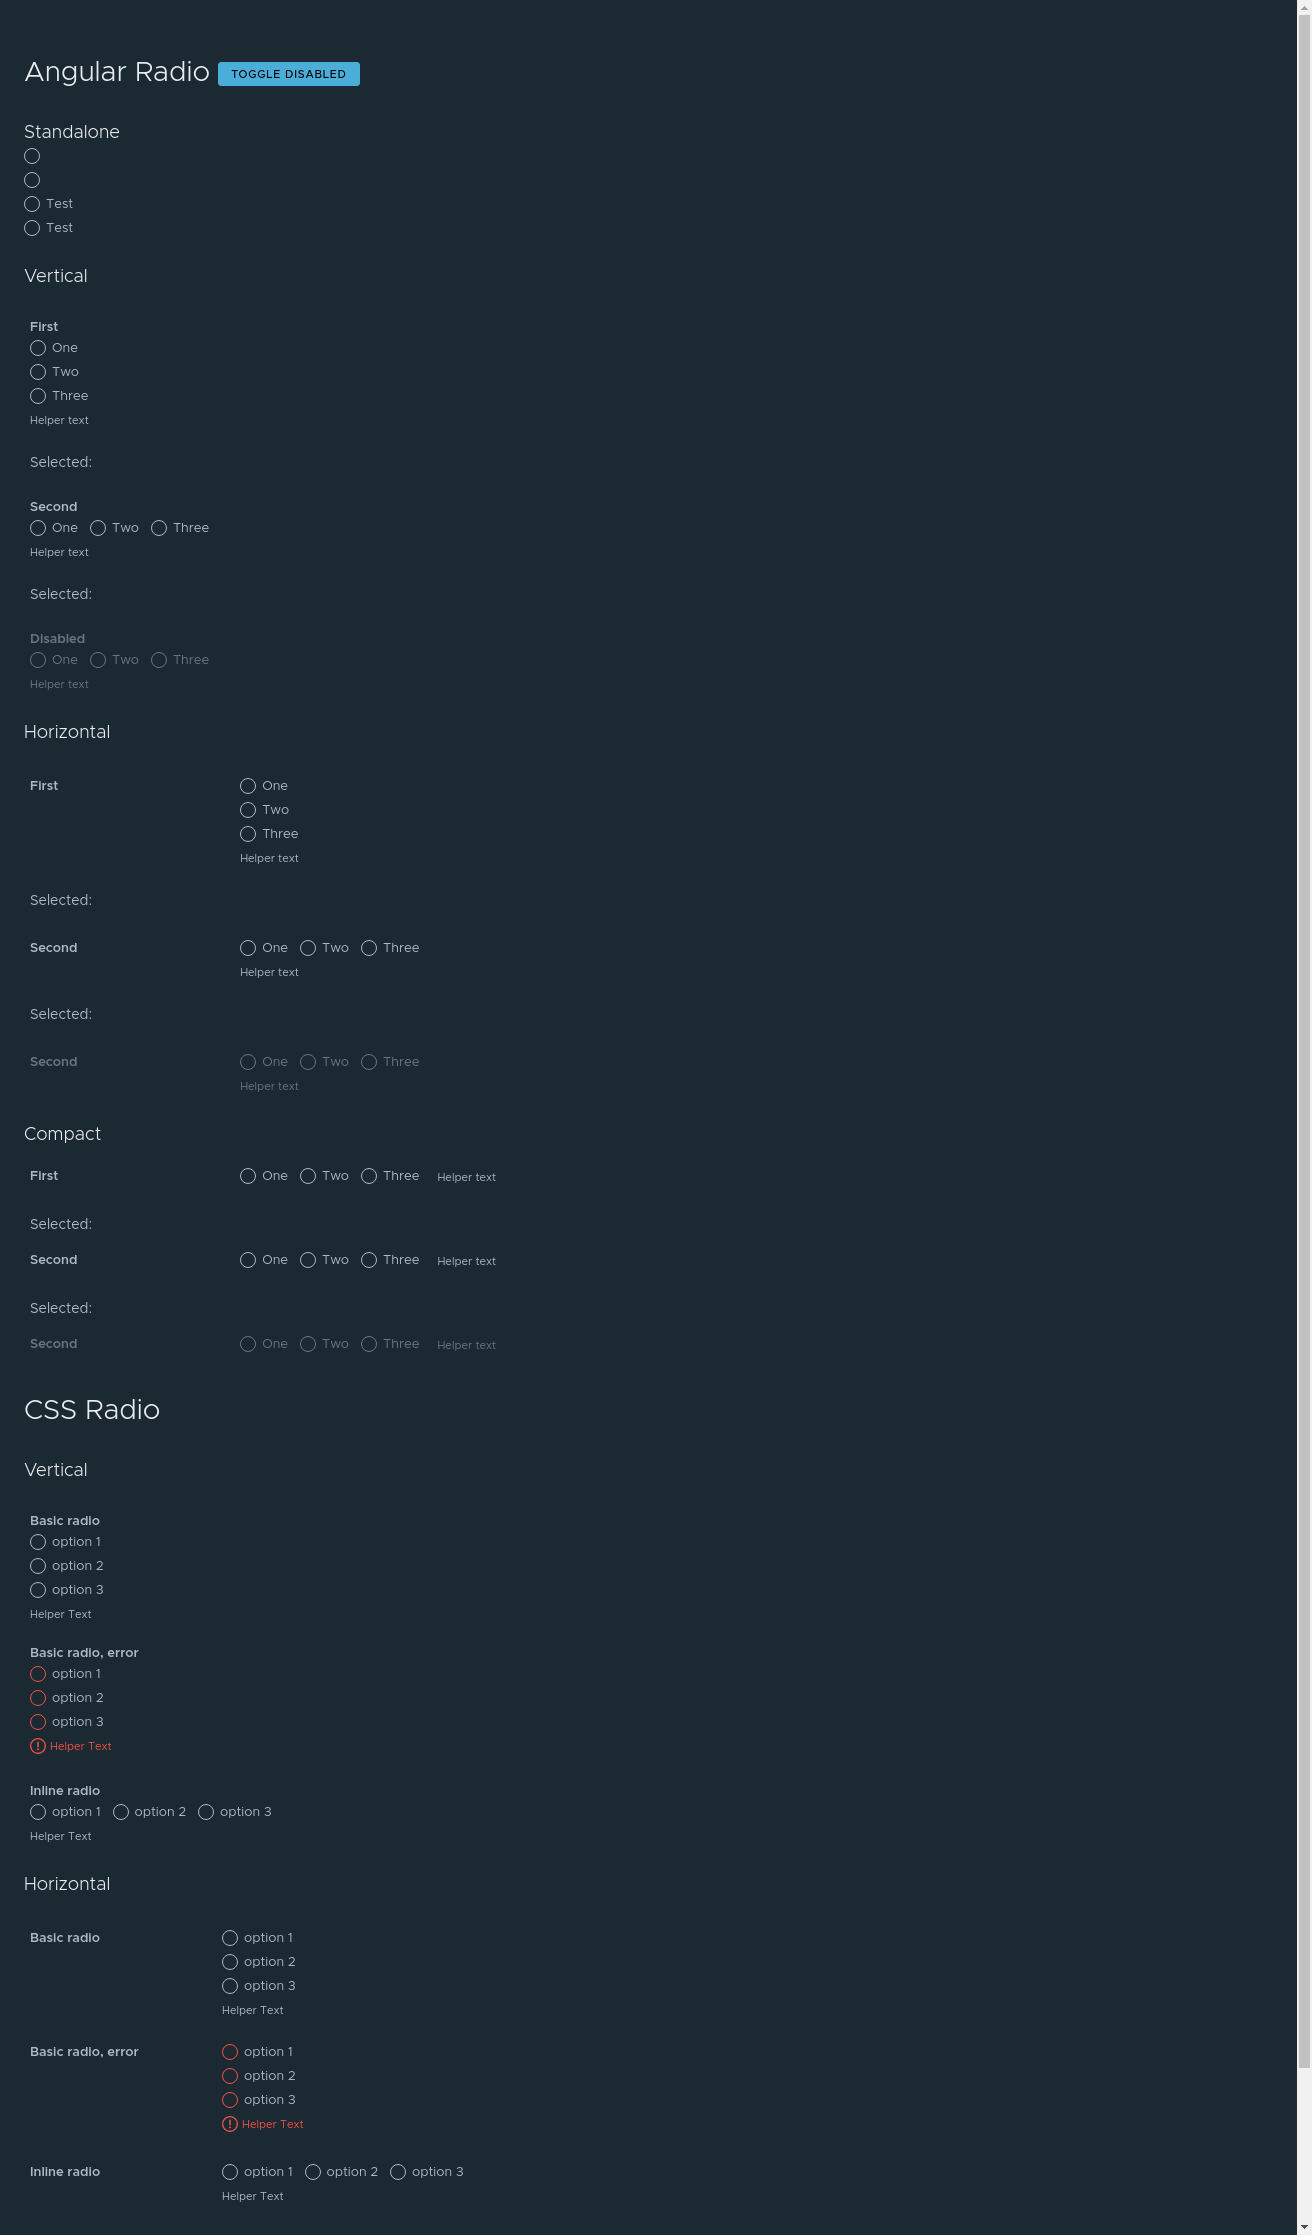 Angular Radio TOGGLE DISABLED
Standalone
Test
Test
Vertical
First
One
Two
Three
Helper text
Selected:
Second
One Two Three
Helper text
Selected:
Disabled
One Two Three
Helper text
Horizontal
First One
Two
Three
Helper text
Selected:
Second One Two Three
Helper text
Selected:
Second One Two Three
Helper text
Compact
First One Two Three Helper text
Selected:
Second One Two Three Helper text
Selected:
Second One Two Three Helper text
CSS Radio
Vertical
Basic radio
option 1
option 2
option 3
Helper Text
Basic radio, error
option 1
option 2
option 3
Helper Text
Inline radio
option 1 option 2 option 3
Helper Text
Horizontal
Basic radio option 1
option 2
option 3
Helper Text
Basic radio, error option 1
option 2
option 3
Helper Text
Inline radio option 1 option 2 option 3
Helper Text